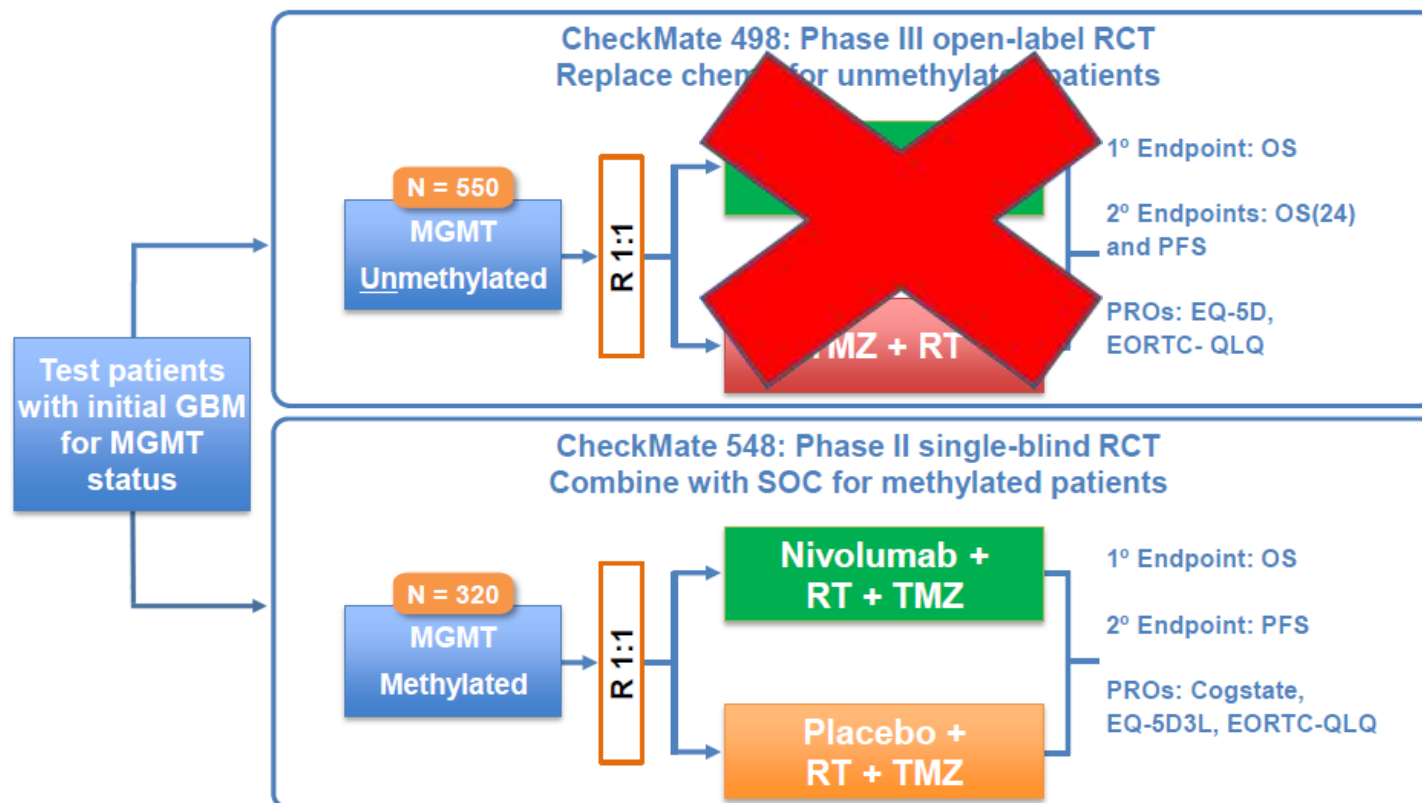 CheckMate 498: Phase III open-label RCT
Replace chemo for unmethylated patients
N = 550
MGMT
Unmethylated
R 1:1
TMZ + RT
1º Endpoint: OS
2º Endpoints: OS(24)
and PFS
PROs: EQ-5D,
EORTC- QLQ
Test patients
with initial GBM
for MGMT
status
CheckMate 548: Phase II single-blind RCT
Combine with SOC for methylated patients
N = 320
MGMT
Methylated
R 1:1
Nivolumab +
RT + TMZ
Placebo +
RT + TMZ
1º Endpoint: OS
2º Endpoint: PFS
PROs: Cogstate,
EQ-5D3L, EORTC-QLQ